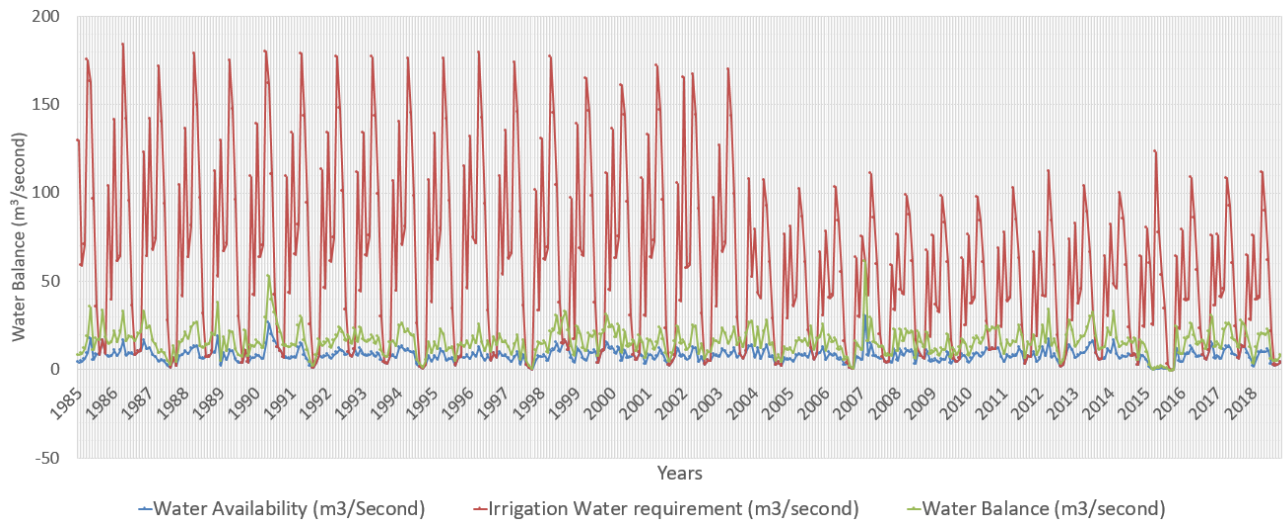 200
150
100
50
0
-50
Water Balance (m³/second)
1985 1986 1987 1988 1989 1990 1991 1992 1993 1994 1995 1996 1997 1998 1999 2000 2001 2002 2003 2004 2005 2006 2007 2008 2009 2010 2011 2012 2013 2014 2015 2016 2017 2018
Years
Water Availability (m3/Second) Irrigation Water requirement (m3/second) Water Balance (m3/second)